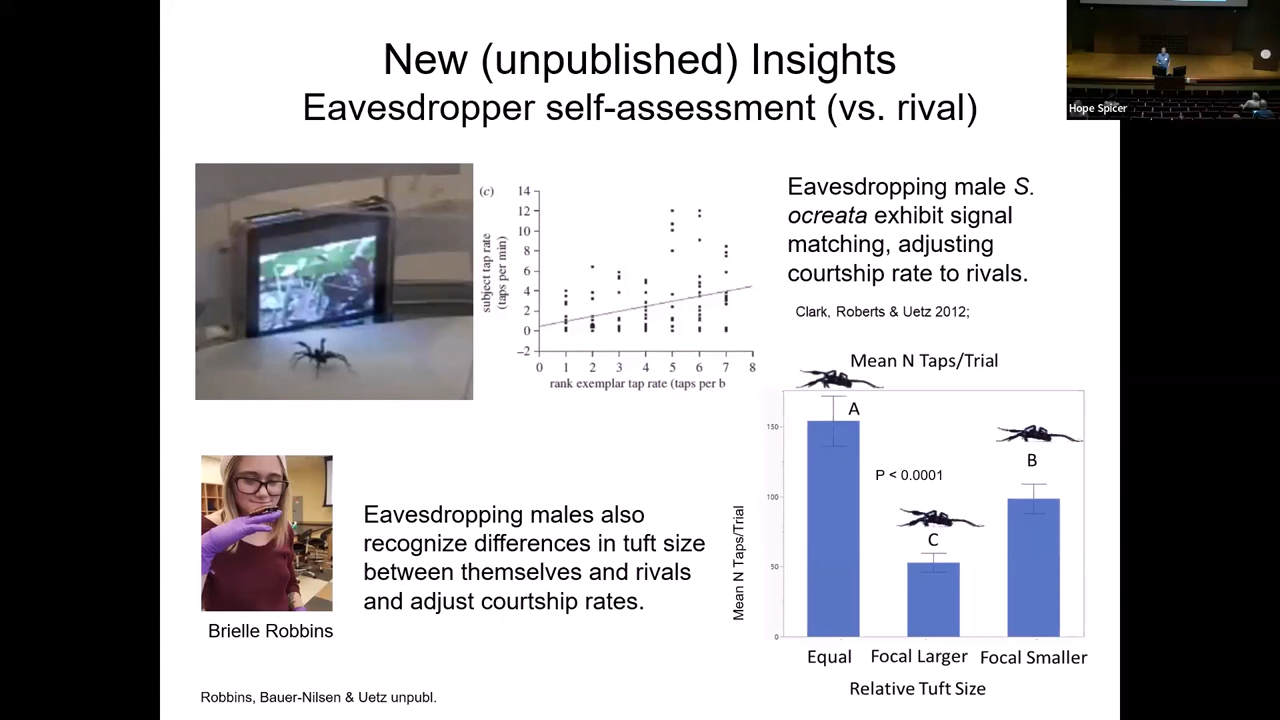 New (unpublished) Insights
Eavesdropper self-assessment (vs. rival)
Hope Spicer
(c)
14
12
10
8
6
4
2
0
−2
subject tap rate
(taps per min)
0 1 2 3 4 5 6 7 8
rank exemplar tap rate (taps per b
Eavesdropping male S.
ocreata exhibit signal
matching, adjusting
courtship rate to rivals.
Clark, Roberts & Uetz 2012;
Mean N Taps/Trial
A
B
P < 0.0001
C
150
100
50
0
Mean N Taps/Trial
Equal Focal Larger Focal Smaller
Relative Tuft Size
Eavesdropping males also
recognize differences in tuft size
between themselves and rivals
and adjust courtship rates.
Brielle Robbins
Robbins, Bauer-Nilsen & Uetz unpubl.